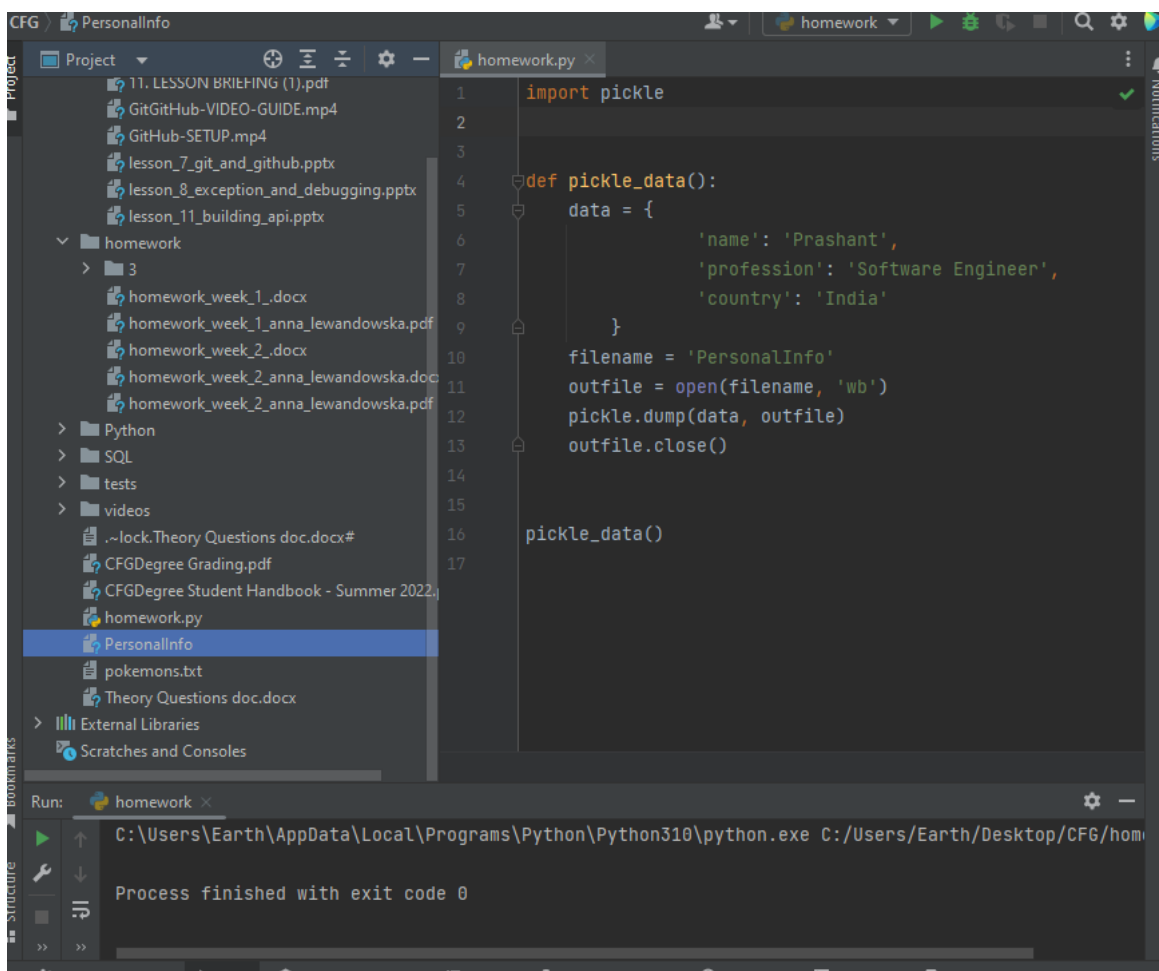 CFG PersonalInfo
homework
Project
homework.py
Project
Notifications
11. LESSON BRIEFING (1).pdf
GitGitHub-VIDEO-GUIDE.mp4
GitHub-SETUP.mp4
lesson_7_git_and_github.pptx
lesson_8_exception_and_debugging.pptx
lesson_11_building_api.pptx
homework
3
homework_week_1_.docx
homework_week_1_anna_lewandowska.pdf
homework_week_2_.docx
homework_week_2_anna_lewandowska.doc
homework_week_2_anna_lewandowska.pdf
Python
SQL
tests
videos
.~lock.Theory Questions doc.docx#
CFGDegree Grading.pdf
CFGDegree Student Handbook - Summer 2022.
homework.py
PersonalInfo
pokemons.txt
Theory Questions doc.docx
External Libraries
Scratches and Consoles
1 import pickle
2
3
4 def pickle_data():
5 data = {
6 'name': 'Prashant',
7 'profession': 'Software Engineer',
8 'country': 'India'
9 }
10 filename = 'PersonalInfo'
11 outfile = open(filename, 'wb')
12 pickle.dump(data, outfile)
13 outfile.close()
14
15
16 pickle_data()
17
Bookmarks
Structure
Run: homework
C:\Users\Earth\AppData\Local\Programs\Python\Python310\python.exe C:/Users/Earth/Desktop/CFG/hom
Process finished with exit code 0